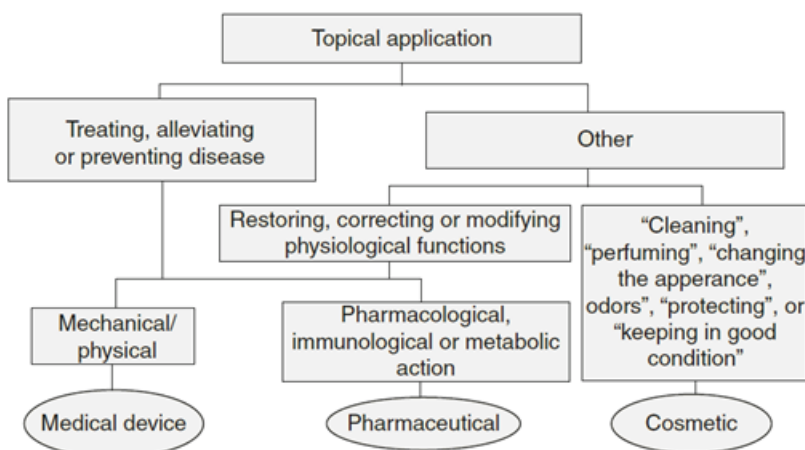 Topical application
Treating, alleviating
or preventing disease
Other
Restoring, correcting or modifying
physiological functions
“Cleaning”,
“perfuming”, “changing
the apperance”,
odors”, “protecting”, or
“keeping in good
condition”
Mechanical/
physical
Pharmacological,
immunological or metabolic
action
Medical device
Pharmaceutical
Cosmetic